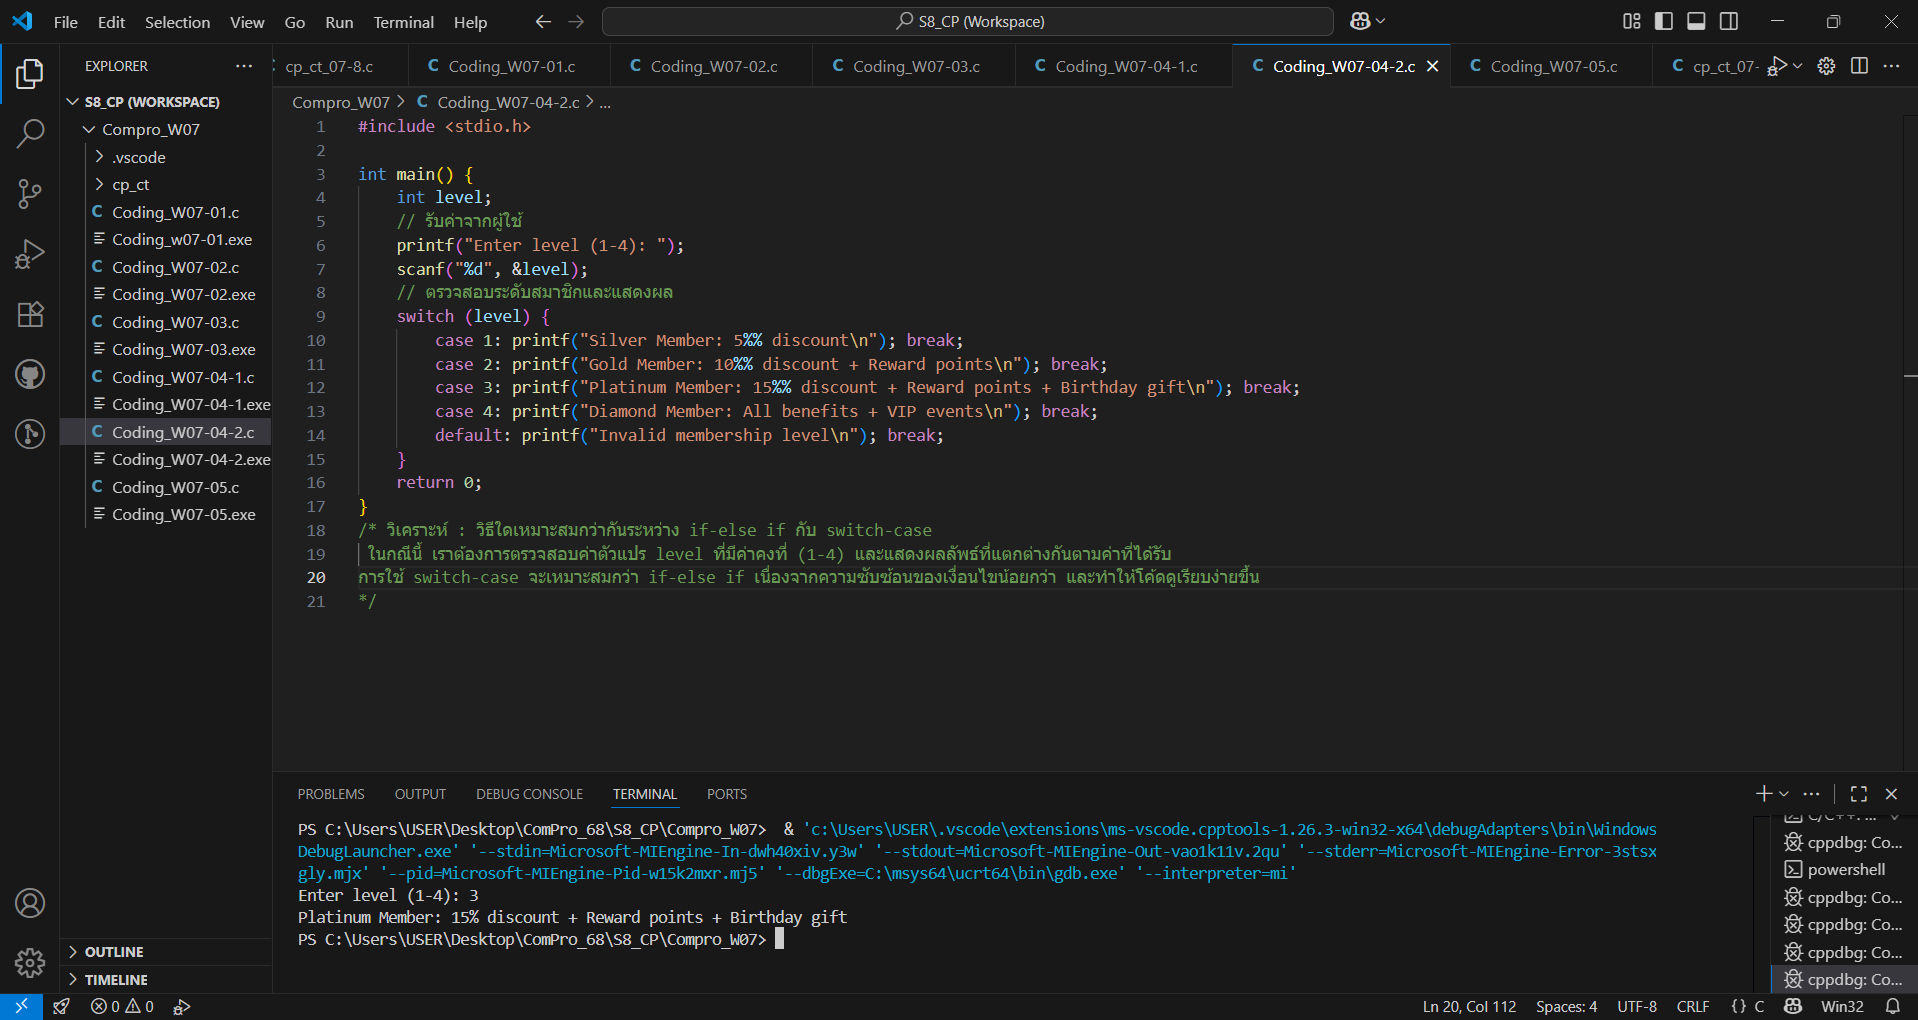 File Edit Selection View Go Run Terminal Help
S8_CP (Workspace)
EXPLORER
cp_ct_07-8.c
C Coding_W07-01.c
C Coding_W07-02.c
C Coding_W07-03.c
C Coding_W07-04-1.c
C Coding_W07-04-2.c
C Coding_W07-05.c
C cp_ct_07-
S8_CP (WORKSPACE)
Compro_W07
.vscode
cp_ct
C Coding_W07-01.c
Coding_w07-01.exe
C Coding_W07-02.c
Coding_W07-02.exe
C Coding_W07-03.c
Coding_W07-03.exe
C Coding_W07-04-1.c
Coding_W07-04-1.exe
C Coding_W07-04-2.c
Coding_W07-04-2.exe
C Coding_W07-05.c
Coding_W07-05.exe
OUTLINE
TIMELINE
Compro_W07 > C Coding_W07-04-2.c > ...
1 #include <stdio.h>
2
3 int main() {
4 int level;
5 // รับค่าจากผู้ใช้
6 printf("Enter level (1-4): ");
7 scanf("%d", &level);
8 // ตรวจสอบระดับสมาชิกและแสดงผล
9 switch (level) {
10 case 1: printf("Silver Member: 5%% discount\n"); break;
11 case 2: printf("Gold Member: 10%% discount + Reward points\n"); break;
12 case 3: printf("Platinum Member: 15%% discount + Reward points + Birthday gift\n"); break;
13 case 4: printf("Diamond Member: All benefits + VIP events\n"); break;
14 default: printf("Invalid membership level\n"); break;
15 }
16 return 0;
17 }
18 /* วิเคราะห์ : วิธีใดเหมาะสมกว่ากันระหว่าง if-else if กับ switch-case
19 ในกณีนี้ เราต้องการตรวจสอบค่าตัวแปร level ที่มีค่าคงที่ (1-4) และแสดงผลลัพธ์ที่แตกต่างกันตามค่าที่ได้รับ
20 การใช้ switch-case จะเหมาะสมกว่า if-else if เนื่องจากความซับซ้อนของเงื่อนไขน้อยกว่า และทำให้โค้ดดูเรียบง่ายขึ้น
21 */
PROBLEMS OUTPUT DEBUG CONSOLE TERMINAL PORTS
PS C:\Users\USER\Desktop\ComPro_68\S8_CP\Compro_W07> & 'c:\Users\USER\.vscode\extensions\ms-vscode.cpptools-1.26.3-win32-x64\debugAdapters\bin\Windows
DebugLauncher.exe' '--stdin=Microsoft-MIEngine-In-dwh40xiv.y3w' '--stdout=Microsoft-MIEngine-Out-vao1k11v.2qu' '--stderr=Microsoft-MIEngine-Error-3stsx
gly.mjx' '--pid=Microsoft-MIEngine-Pid-w15k2mxr.mj5' '--dbgExe=C:\msys64\ucrt64\bin\gdb.exe' '--interpreter=mi'
Enter level (1-4): 3
Platinum Member: 15% discount + Reward points + Birthday gift
PS C:\Users\USER\Desktop\ComPro_68\S8_CP\Compro_W07>
C/C++: ...
cppdbg: Co...
powershell
cppdbg: Co...
cppdbg: Co...
cppdbg: Co...
cppdbg: Co...
0 0
Ln 20, Col 112 Spaces: 4 UTF-8 CRLF {} C Win32